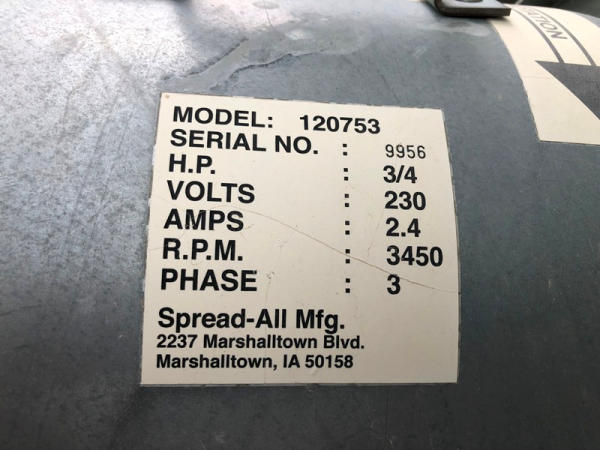 MODEL: 120753
SERIAL NO. : 9956
H.P. : 3/4
VOLTS : 230
AMPS : 2.4
R.P.M. : 3450
PHASE : 3
Spread-All Mfg.
2237 Marshalltown Blvd.
Marshalltown, IA 50158